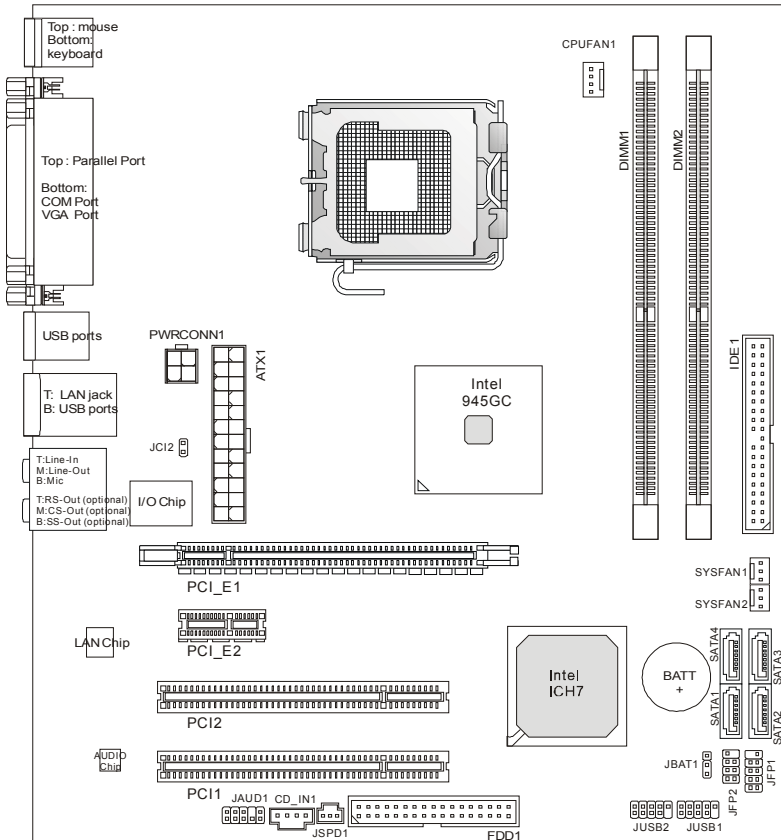 Top : mouse
Bottom:
keyboard
CPUFAN1
DIMM1
DIMM2
Top : Parallel Port
Bottom:
COM Port
VGA Port
USB ports
PWRCONN1
ATX1
IDE1
Intel
945GC
T: LAN jack
B: USB ports
JCI2
T:Line-In
M:Line-Out
B:Mic
T:RS-Out (optional)
M:CS-Out (optional)
B:SS-Out (optional)
I/O Chip
PCI_E1
SYSFAN1
SYSFAN2
LAN Chip
PCI_E2
Intel
ICH7
BATT
+
SATA4
SATA3
SATA1
SATA2
PCI2
AUDIO
Chip
PCI1
JBAT1
JFP2
JFP1
JAUD1
CD_IN1
JSPD1
FDD1
JUSB2
JUSB1